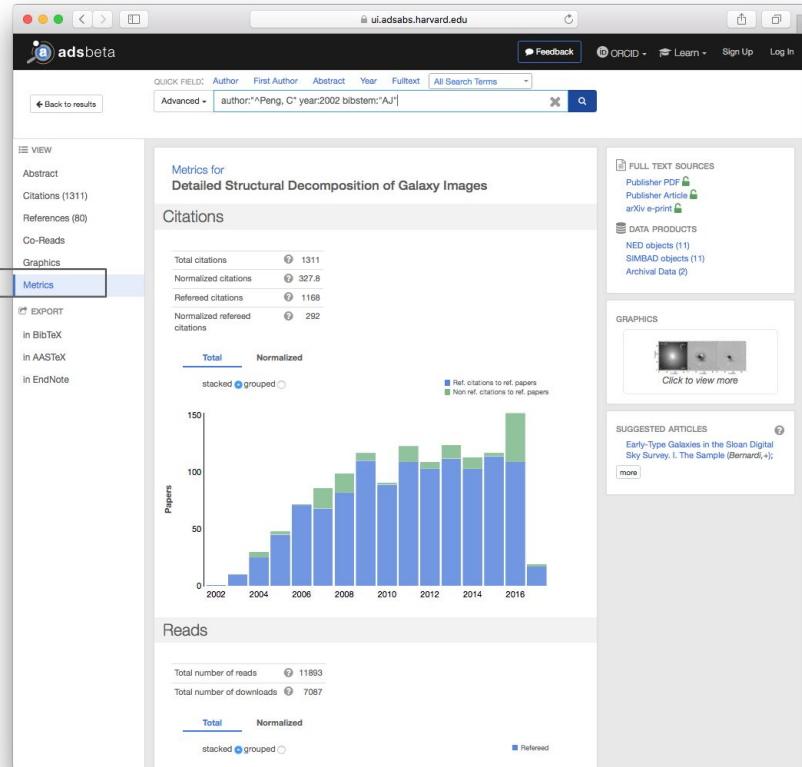 ui.adsabs.harvard.edu
adsbeta
Feedback
ORCID
Learn
Sign Up
Log In
QUICK FIELD: Author First Author Abstract Year Fulltext All Search Terms
Back to results
Advanced
author:"^Peng, C" year:2002 bibstem:"AJ"
VIEW
Abstract
Citations (1311)
References (80)
Co-Reads
Graphics
Metrics
EXPORT
in BibTeX
in AASTeX
in EndNote
Metrics for
Detailed Structural Decomposition of Galaxy Images
Citations
Total citations ? 1311
Normalized citations ? 327.8
Refereed citations ? 1168
Normalized refereed ? 292
citations
Total Normalized
stacked grouped
Ref. citations to ref. papers
Non ref. citations to ref. papers
150
100
50
0
Papers
2002 2004 2006 2008 2010 2012 2014 2016
Reads
Total number of reads ? 11893
Total number of downloads ? 7087
Total Normalized
stacked grouped
Refereed
FULL TEXT SOURCES
Publisher PDF
Publisher Article
arXiv e-print
DATA PRODUCTS
NED objects (11)
SIMBAD objects (11)
Archival Data (2)
GRAPHICS
Click to view more
SUGGESTED ARTICLES ?
Early-Type Galaxies in the Sloan Digital
Sky Survey. I. The Sample (Bernardi,+);
more